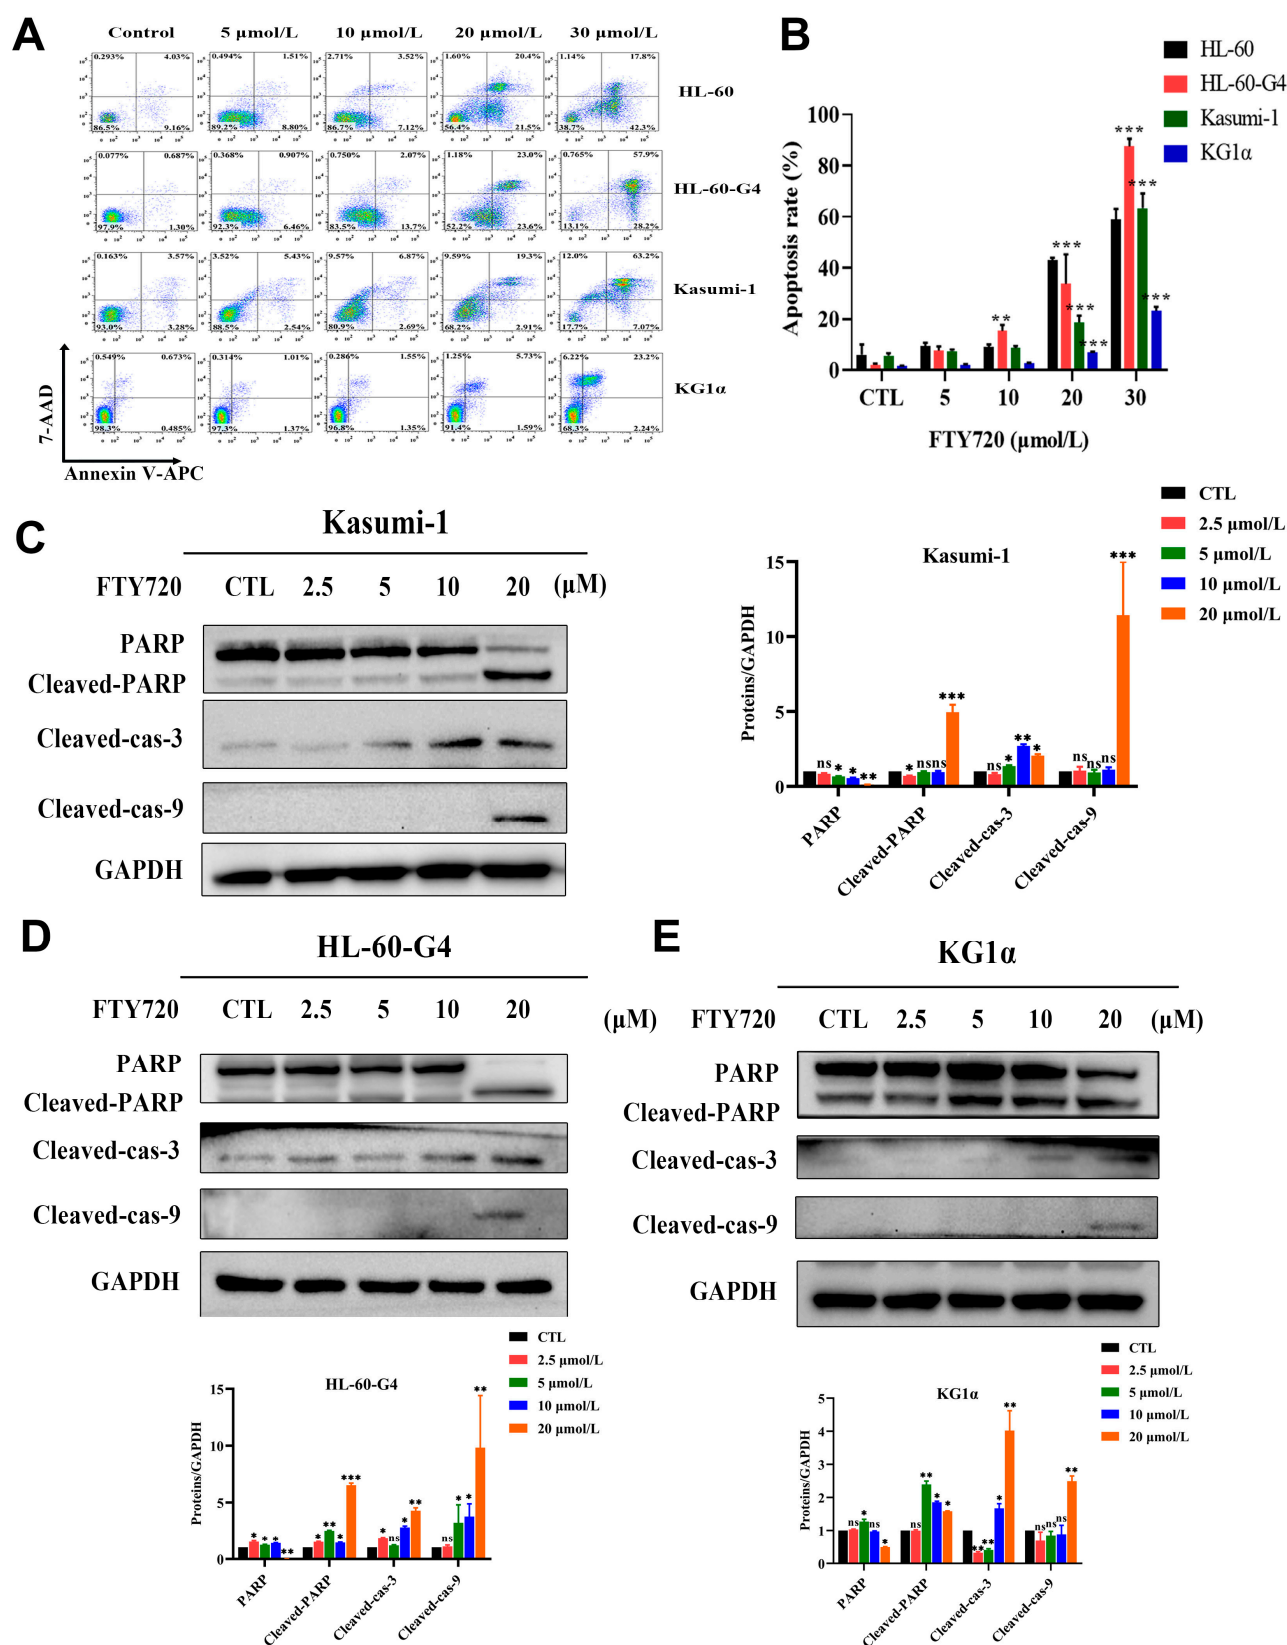 A
Control 5 μmol/L 10 μmol/L 20 μmol/L 30 μmol/L
0.293% 4.03% 0.494% 1.51% 2.71% 3.52% 1.60% 20.4% 1.14% 17.8%
HL-60
86.5% 9.16% 89.2% 8.80% 86.7% 7.12% 56.4% 21.5% 38.7% 42.3%
0.077% 0.687% 0.368% 0.907% 0.750% 2.07% 1.18% 23.0% 0.765% 57.9%
HL-60-G4
97.9% 1.30% 92.3% 6.46% 83.5% 13.7% 52.2% 23.6% 13.1% 28.2%
0.163% 3.57% 3.52% 5.43% 9.57% 6.87% 9.59% 19.3% 12.0% 63.2%
Kasumi-1
93.0% 3.28% 88.5% 2.54% 80.9% 2.69% 68.2% 2.91% 17.7% 7.07%
0.549% 0.673% 0.314% 1.01% 0.286% 1.55% 1.25% 5.73% 6.22% 23.2%
KG1α
98.3% 0.485% 97.3% 1.37% 96.8% 1.35% 91.4% 1.59% 68.3% 2.24%
7-AAD
Annexin V-APC
B
HL-60
HL-60-G4
Kasumi-1
KG1α
Apoptosis rate (%)
100
80
60
40
20
0
** *** *** *** *** *** *** ***
CTL 5 10 20 30
FTY720 (μmol/L)
C
Kasumi-1
FTY720 CTL 2.5 5 10 20 (μM)
PARP
Cleaved-PARP
Cleaved-cas-3
Cleaved-cas-9
GAPDH
CTL
2.5 μmol/L
5 μmol/L
10 μmol/L
20 μmol/L
Kasumi-1
Proteins/GAPDH
15
10
5
0
ns * * ** * ns ns *** ns * ** * ns ns ns ***
PARP Cleaved-PARP Cleaved-cas-3 Cleaved-cas-9
D
HL-60-G4
FTY720 CTL 2.5 5 10 20 (μM)
PARP
Cleaved-PARP
Cleaved-cas-3
Cleaved-cas-9
GAPDH
CTL
2.5 μmol/L
5 μmol/L
10 μmol/L
20 μmol/L
HL-60-G4
Proteins/GAPDH
15
10
5
0
* * * ** * ** * *** * ns * ** ns * * **
PARP Cleaved-PARP Cleaved-cas-3 Cleaved-cas-9
E
KG1α
FTY720 CTL 2.5 5 10 20 (μM)
PARP
Cleaved-PARP
Cleaved-cas-3
Cleaved-cas-9
GAPDH
CTL
2.5 μmol/L
5 μmol/L
10 μmol/L
20 μmol/L
KG1α
Proteins/GAPDH
5
4
3
2
1
0
ns * ns * ns ** * * ** ** * ** ns ns ns **
PARP Cleaved-PARP Cleaved-cas-3 Cleaved-cas-9